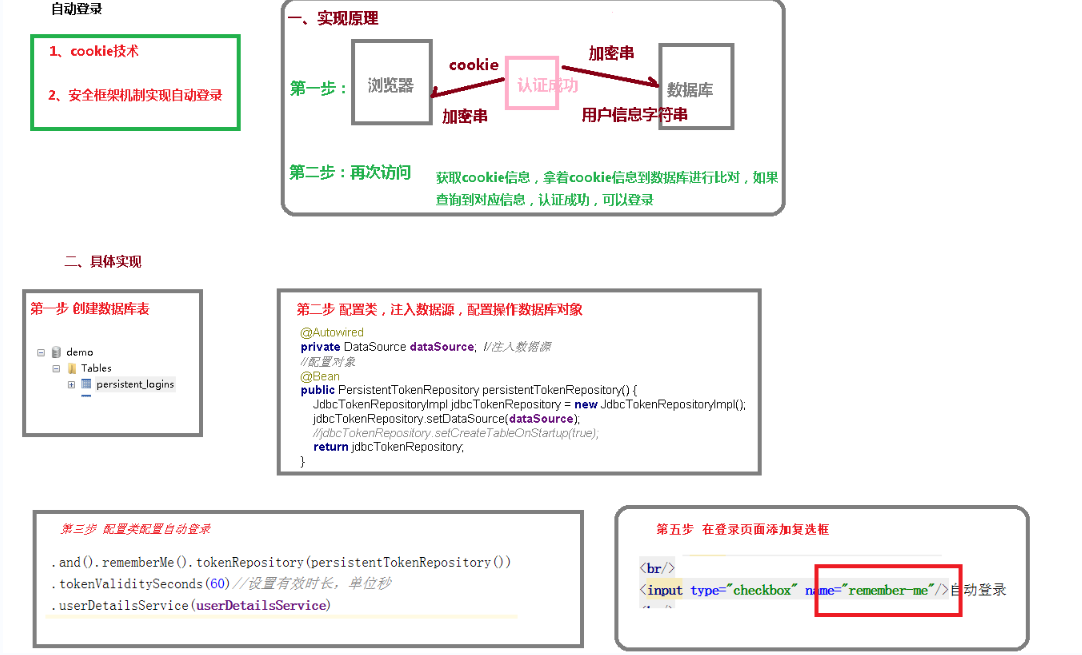 自动登录
1、cookie技术
2、安全框架机制实现自动登录
一、实现原理
第一步：
浏览器
cookie
加密串
认证成功
加密串
用户信息字符串
数据库
第二步：再次访问
获取cookie信息，拿着cookie信息到数据库进行比对，如果
查询到对应信息，认证成功，可以登录
二、具体实现
第一步 创建数据库表
demo
Tables
persistent_logins
第二步 配置类，注入数据源，配置操作数据库对象
@Autowired
private DataSource dataSource; //注入数据源
//配置对象
@Bean
public PersistentTokenRepository persistentTokenRepository() {
JdbcTokenRepositoryImpl jdbcTokenRepository = new JdbcTokenRepositoryImpl();
jdbcTokenRepository.setDataSource(dataSource);
//jdbcTokenRepository.setCreateTableOnStartup(true);
return jdbcTokenRepository;
}
第三步 配置类配置自动登录
.and().rememberMe().tokenRepository(persistentTokenRepository())
.tokenValiditySeconds(60)//设置有效时长，单位秒
.userDetailsService(userDetailsService)
第五步 在登录页面添加复选框
<br/>
<input type="checkbox" name="remember-me"/>自动登录